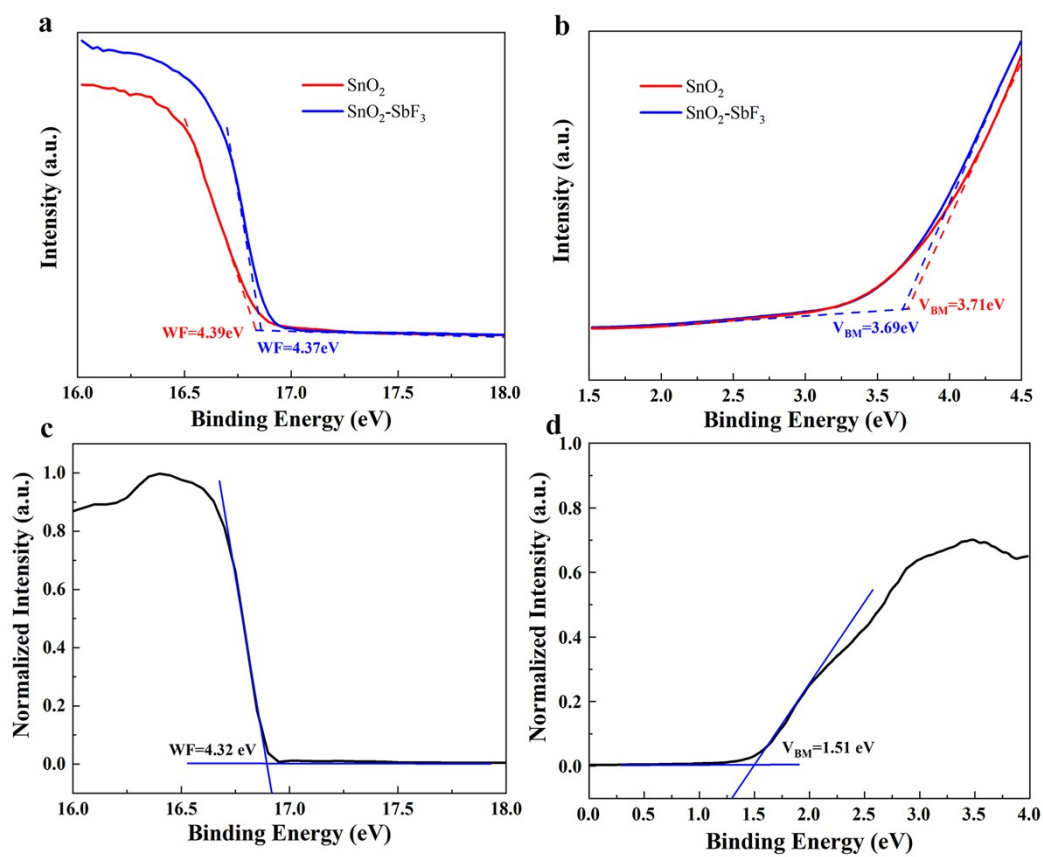 a
Intensity (a.u.)
SnO₂
SnO₂-SbF₃
WF=4.39eV
WF=4.37eV
16.0 16.5 17.0 17.5 18.0
Binding Energy (eV)
b
Intensity (a.u.)
SnO₂
SnO₂-SbF₃
V_BM=3.71eV
V_BM=3.69eV
1.5 2.0 2.5 3.0 3.5 4.0 4.5
Binding Energy (eV)
c
Normalized Intensity (a.u.)
1.0
0.8
0.6
0.4
0.2
0.0
WF=4.32 eV
16.0 16.5 17.0 17.5 18.0
Binding Energy (eV)
d
Normalized Intensity (a.u.)
1.0
0.8
0.6
0.4
0.2
0.0
V_BM=1.51 eV
0.0 0.5 1.0 1.5 2.0 2.5 3.0 3.5 4.0
Binding Energy (eV)